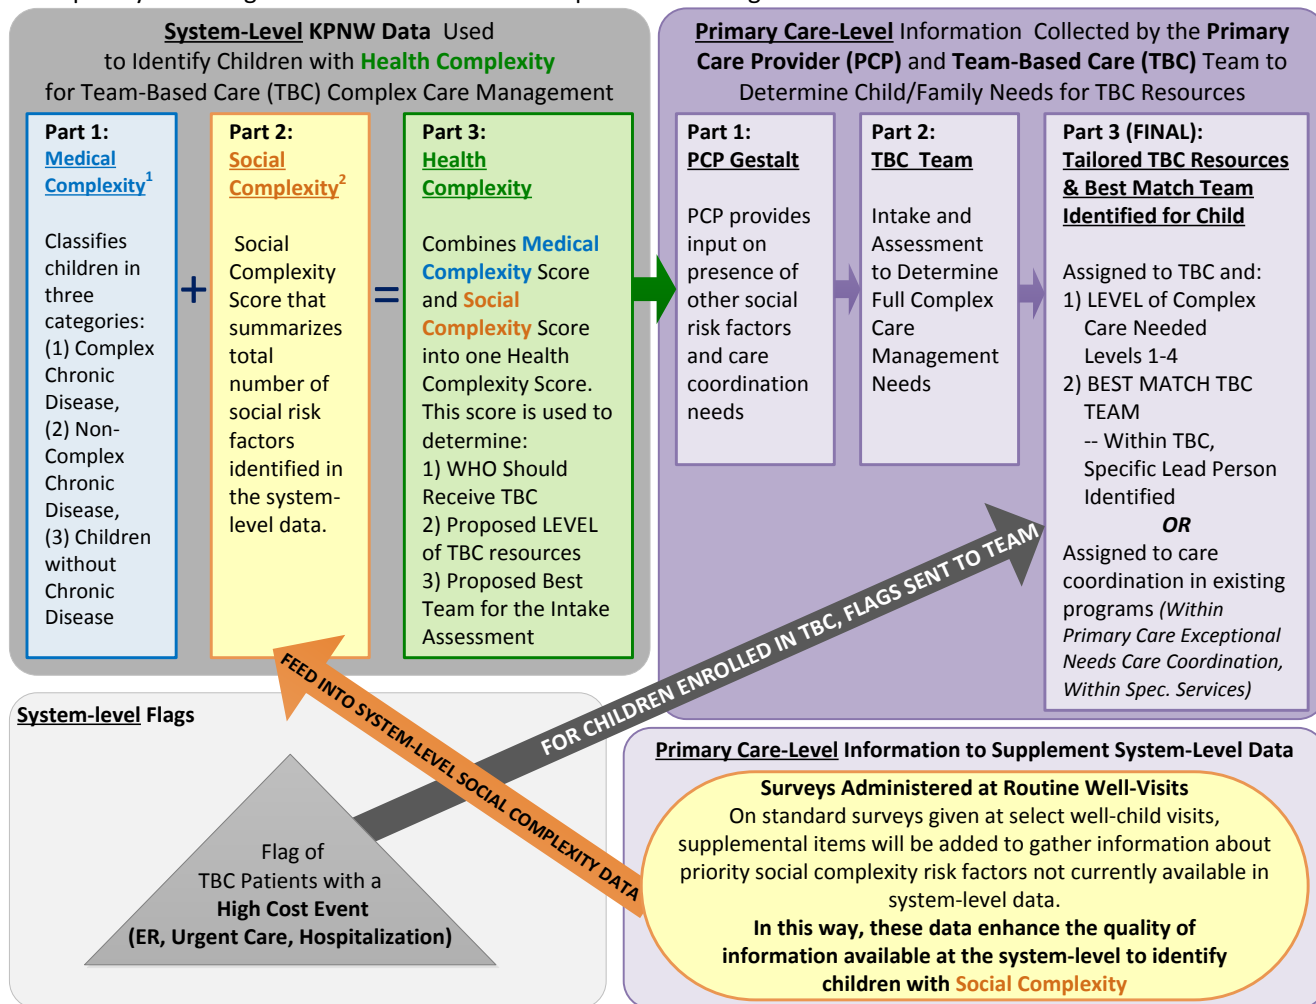 System-Level KPNW Data Used
to Identify Children with Health Complexity
for Team-Based Care (TBC) Complex Care Management
Part 1:
Medical
Complexity1
Classifies
children in
three
categories:
(1) Complex
Chronic
Disease,
(2) Non-
Complex
Chronic
Disease,
(3) Children
without
Chronic
Disease
+
Part 2:
Social
Complexity2
Social
Complexity
Score that
summarizes
total
number of
social risk
factors
identified in
the system-
level data.
=
Part 3:
Health
Complexity
Combines Medical
Complexity Score
and Social
Complexity Score
into one Health
Complexity Score.
This score is used to
determine:
1) WHO Should
Receive TBC
2) Proposed LEVEL
of TBC resources
3) Proposed Best
Team for the Intake
Assessment
Primary Care-Level Information Collected by the Primary
Care Provider (PCP) and Team-Based Care (TBC) Team to
Determine Child/Family Needs for TBC Resources
Part 1:
PCP Gestalt
PCP provides
input on
presence of
other social
risk factors
and care
coordination
needs
Part 2:
TBC Team
Intake and
Assessment
to Determine
Full Complex
Care
Management
Needs
Part 3 (FINAL):
Tailored TBC Resources
& Best Match Team
Identified for Child
Assigned to TBC and:
1) LEVEL of Complex
Care Needed
Levels 1-4
2) BEST MATCH TBC
TEAM
-- Within TBC,
Specific Lead Person
Identified
OR
Assigned to care
coordination in existing
programs (Within
Primary Care Exceptional
Needs Care Coordination,
Within Spec. Services)
System-level Flags
Flag of
TBC Patients with a
High Cost Event
(ER, Urgent Care, Hospitalization)
FOR CHILDREN ENROLLED IN TBC, FLAGS SENT TO TEAM
FEED INTO SYSTEM-LEVEL SOCIAL COMPLEXITY DATA
Primary Care-Level Information to Supplement System-Level Data
Surveys Administered at Routine Well-Visits
On standard surveys given at select well-child visits,
supplemental items will be added to gather information about
priority social complexity risk factors not currently available in
system-level data.
In this way, these data enhance the quality of
information available at the system-level to identify
children with Social Complexity